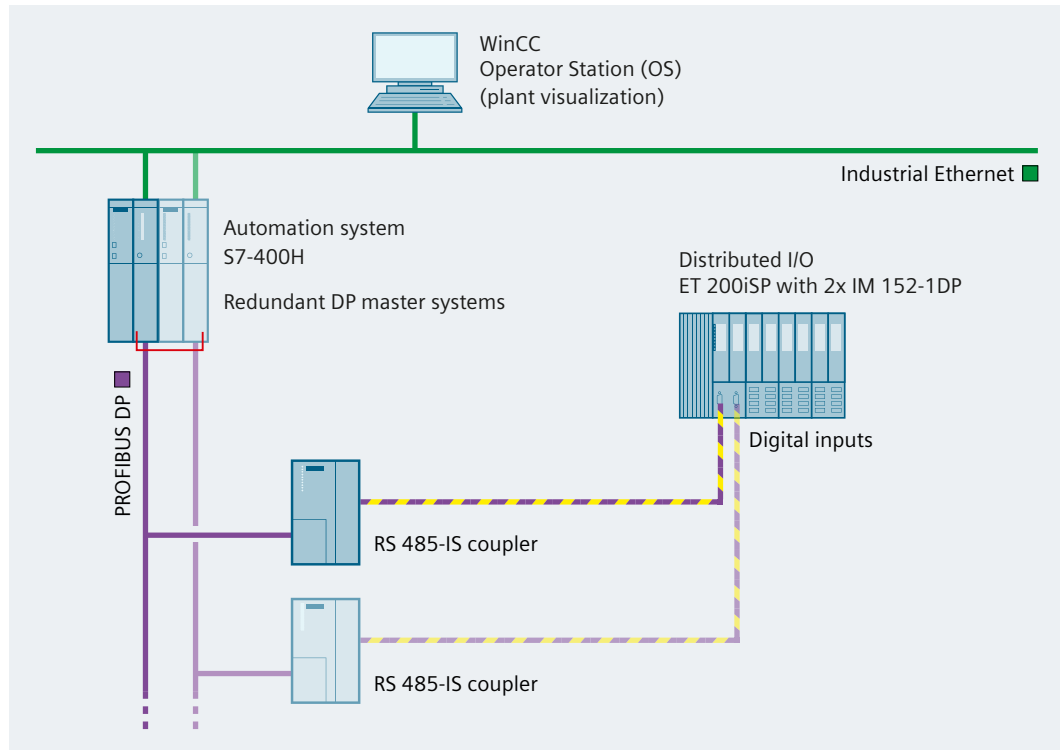 WinCC
Operator Station (OS)
(plant visualization)
Industrial Ethernet
Automation system
S7-400H
Redundant DP master systems
Distributed I/O
ET 200iSP with 2x IM 152-1DP
PROFIBUS DP
Digital inputs
RS 485-IS coupler
RS 485-IS coupler